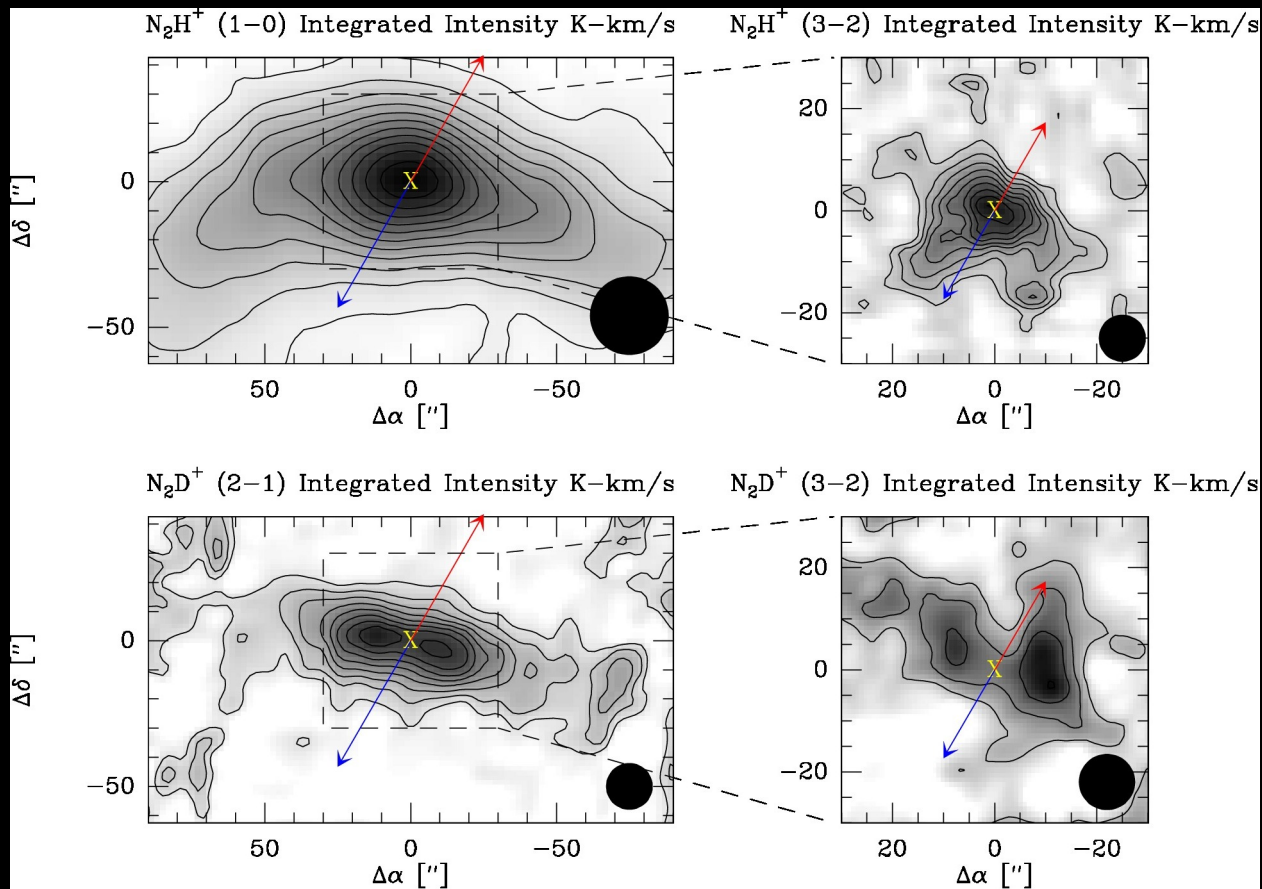 N₂H⁺ (1−0) Integrated Intensity K−km/s
N₂H⁺ (3−2) Integrated Intensity K−km/s
Δδ ["]
0
−50
X
50
0
−50
Δα ["]
20
0
−20
X
20
0
−20
Δα ["]
N₂D⁺ (2−1) Integrated Intensity K−km/s
N₂D⁺ (3−2) Integrated Intensity K−km/s
Δδ ["]
0
−50
X
50
0
−50
Δα ["]
20
0
−20
X
20
0
−20
Δα ["]